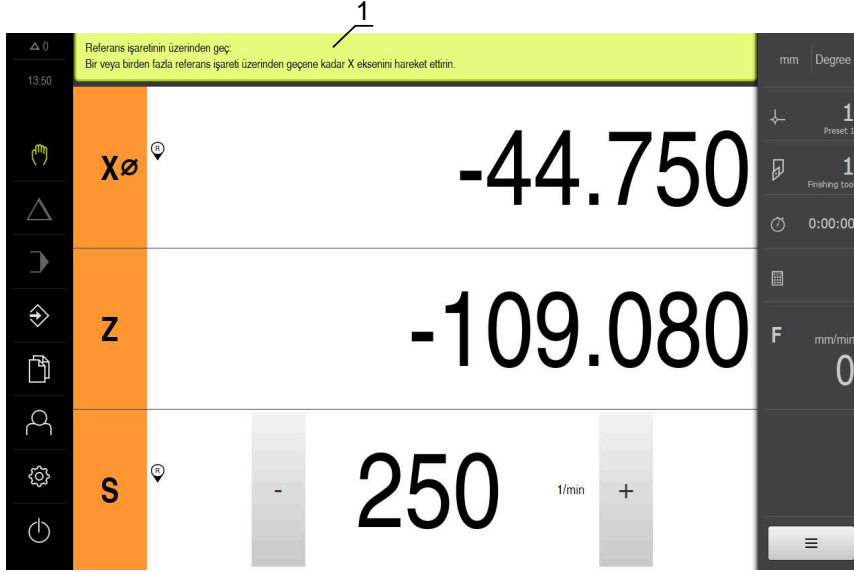 1
0
Referans işaretinin üzerinden geç:
Bir veya birden fazla referans işareti üzerinden geçene kadar X eksenini hareket ettirin.
mm Degree
13:50
X⌀ R -44.750
1
Preset 1
1
Finishing too
0:00:00
Z -109.080
F mm/min
0
S R - 250 1/min +